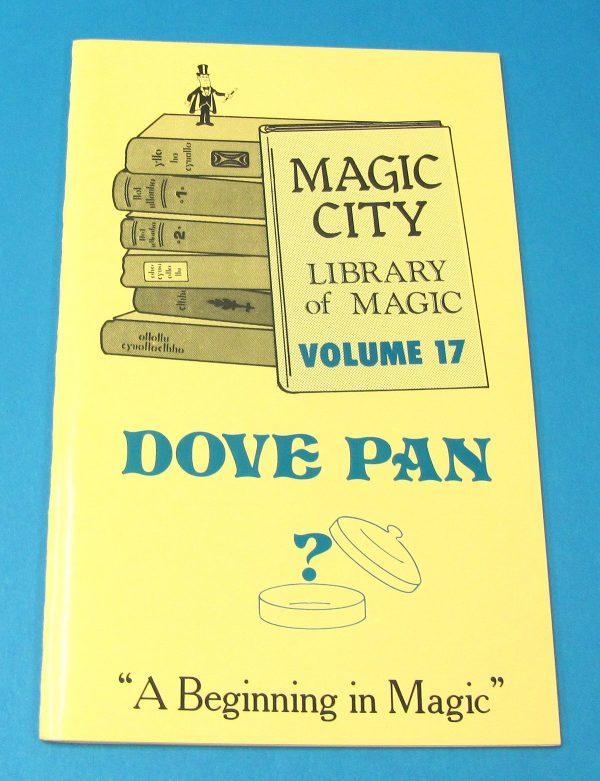 MAGIC
CITY
LIBRARY
of MAGIC
VOLUME 17
DOVE PAN
?
"A Beginning in Magic"